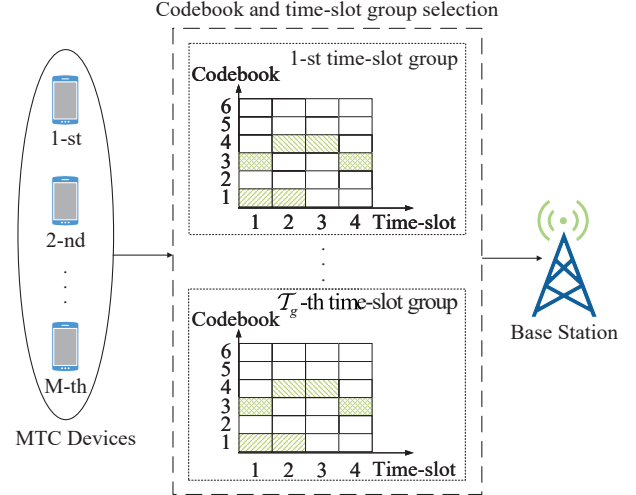 Codebook and time-slot group selection
1-st
2-nd
.
.
.
M-th
MTC Devices
1-st time-slot group
Codebook
6
5
4
3
2
1
1 2 3 4 Time-slot
.
.
.
𝒯g-th time-slot group
Codebook
6
5
4
3
2
1
1 2 3 4 Time-slot
Base Station